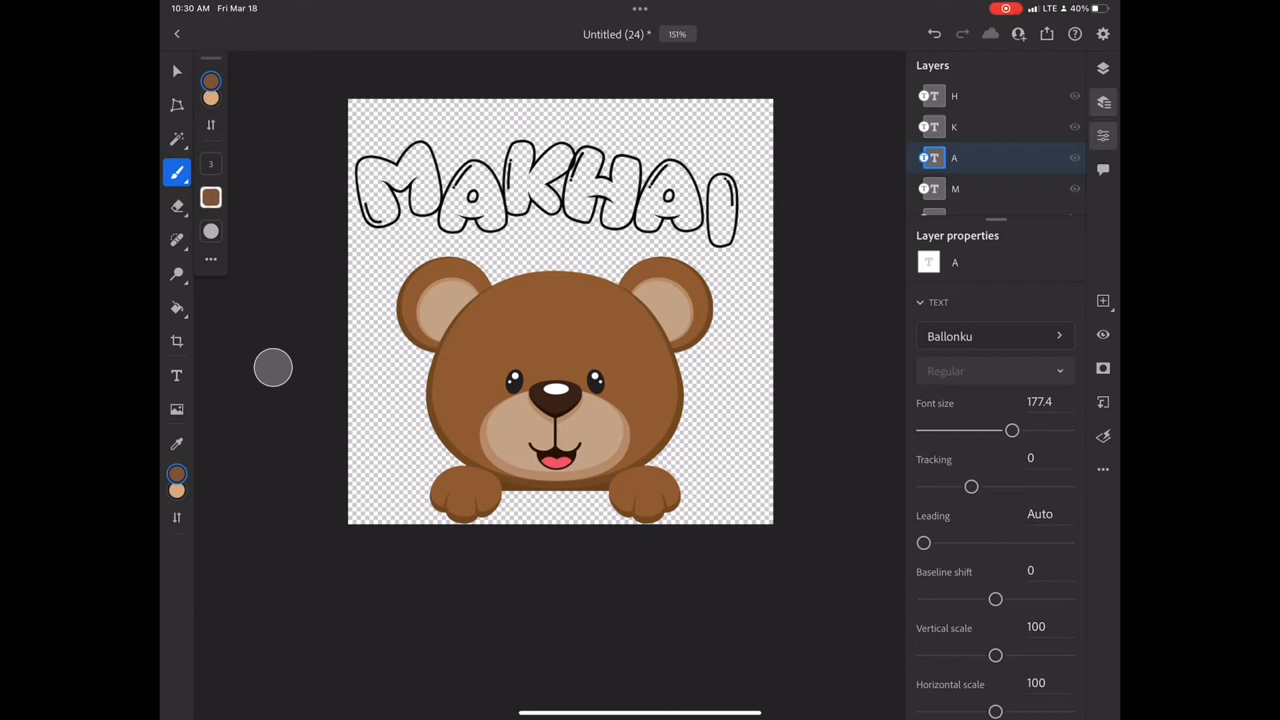 10:30 AM Fri Mar 18
LTE 40%
Untitled (24) * 151%
MAKHAI
3
Layers
T T H
T T K
T T A
T T M
Layer properties
T A
TEXT
Ballonku
Regular
Font size 177.4
Tracking 0
Leading Auto
Baseline shift 0
Vertical scale 100
Horizontal scale 100
T